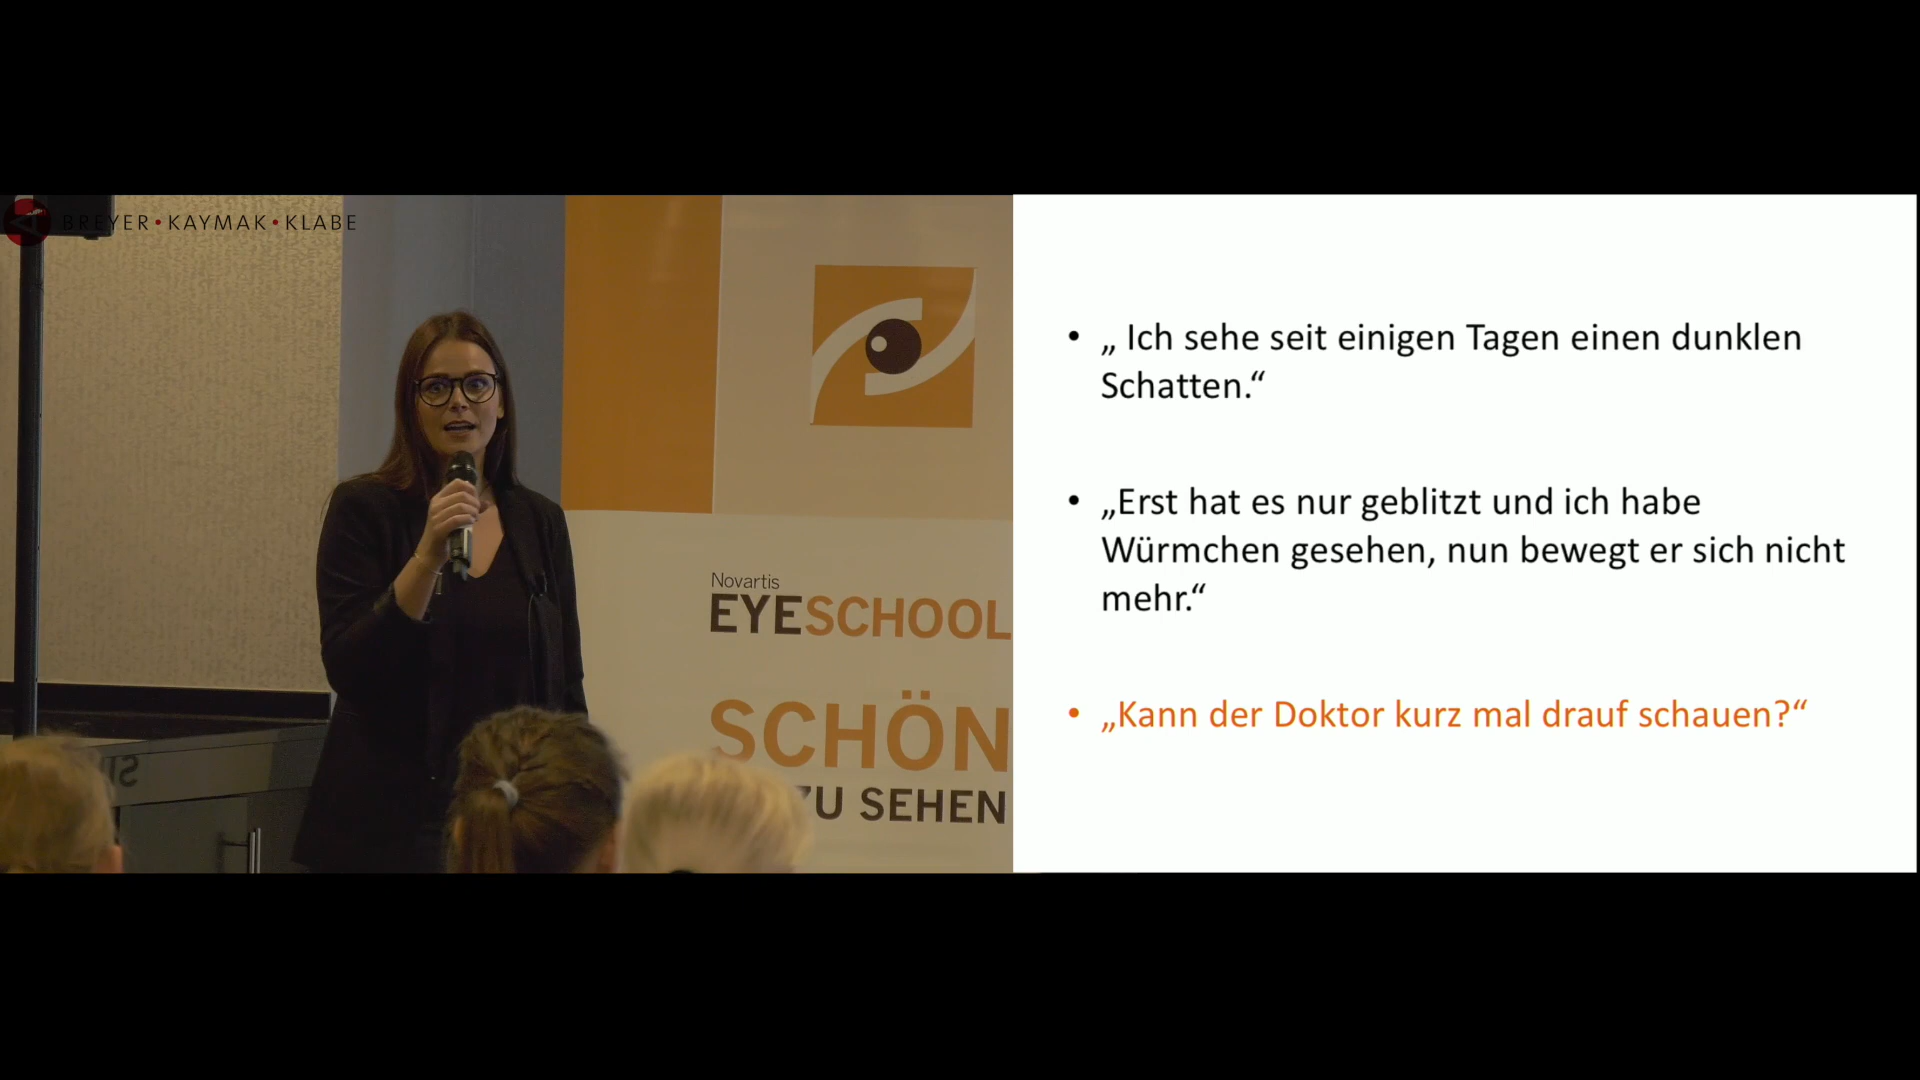 BREYER•KAYMAK•KLABE
Novartis
EYESCHOOL
SCHÖN
ZU SEHEN
• „ Ich sehe seit einigen Tagen einen dunklen
Schatten.“
• „Erst hat es nur geblitzt und ich habe
Würmchen gesehen, nun bewegt er sich nicht
mehr.“
• „Kann der Doktor kurz mal drauf schauen?“